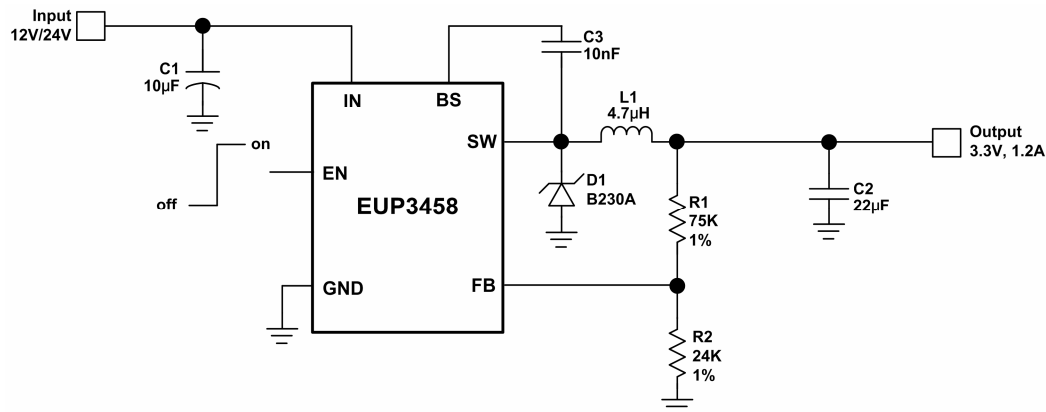 Input
12V/24V
C1
10µF
IN
BS
C3
10nF
L1
4.7µH
SW
Output
3.3V, 1.2A
on
off
EN
EUP3458
D1
B230A
R1
75K
1%
C2
22µF
GND
FB
R2
24K
1%